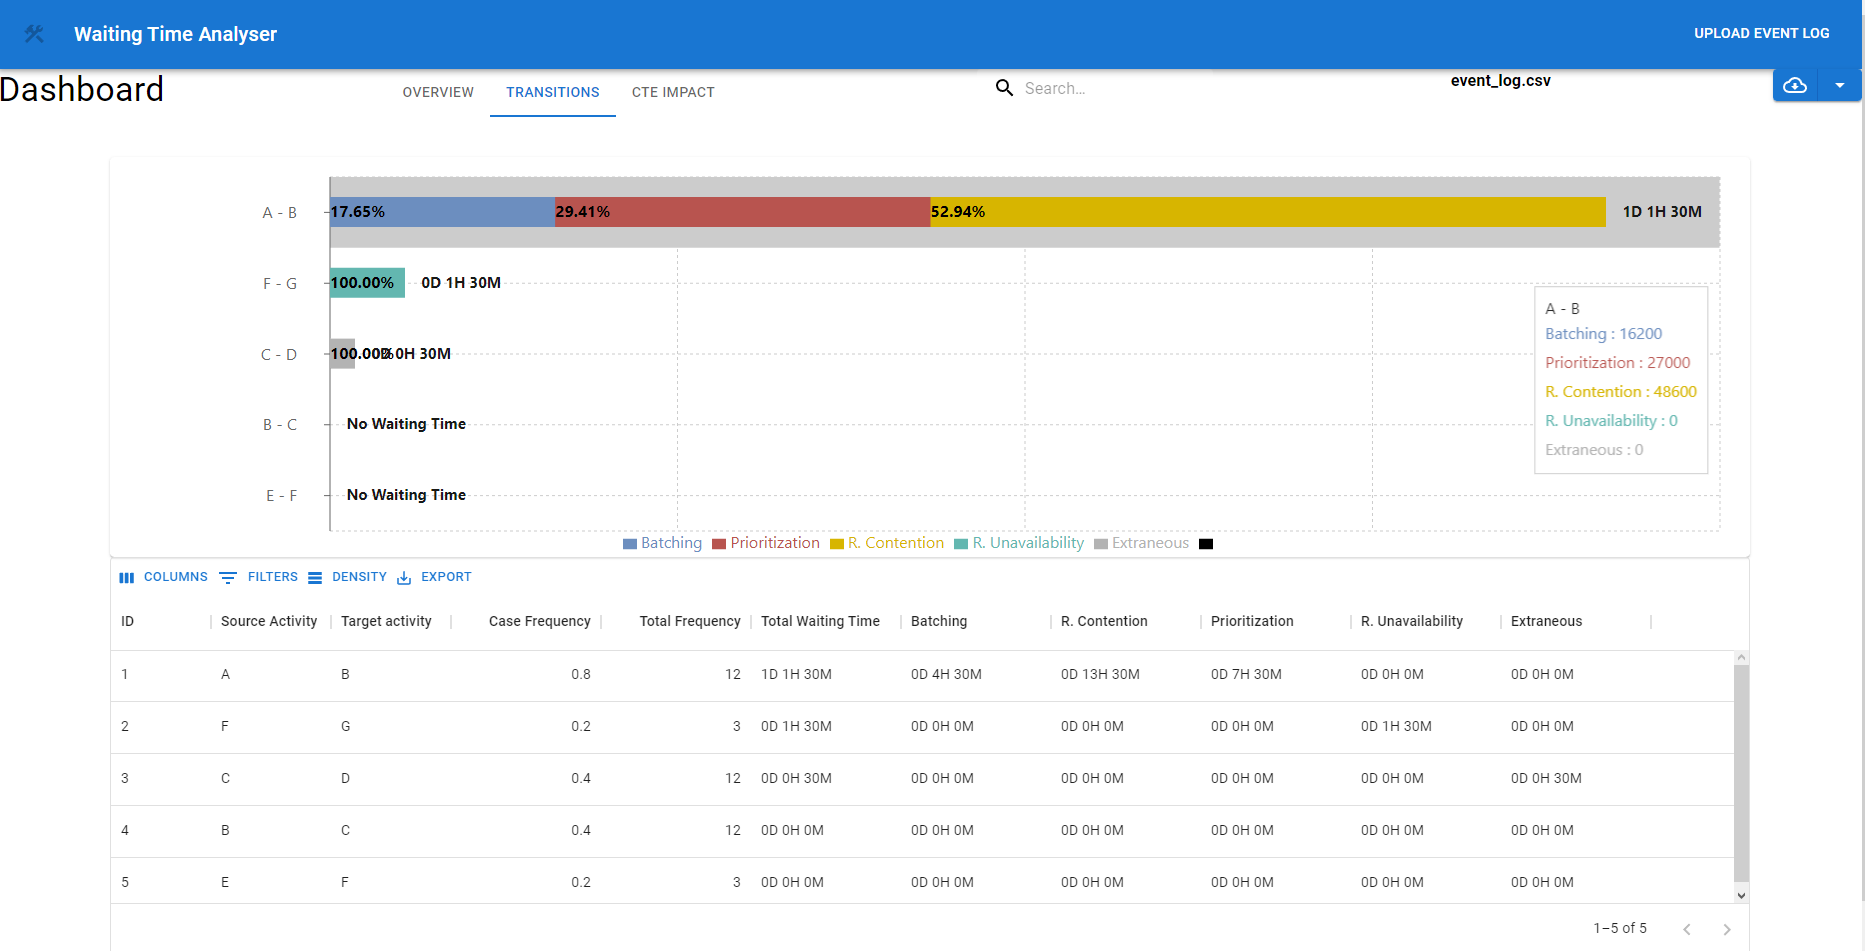 Waiting Time Analyser
UPLOAD EVENT LOG
Dashboard
OVERVIEW TRANSITIONS CTE IMPACT
Search...
event_log.csv
A - B 17.65% 29.41% 52.94% 1D 1H 30M
F - G 100.00% 0D 1H 30M
C - D 100.00% 0D 0H 30M
B - C No Waiting Time
E - F No Waiting Time
A - B
Batching : 16200
Prioritization : 27000
R. Contention : 48600
R. Unavailability : 0
Extraneous : 0
Batching Prioritization R. Contention R. Unavailability Extraneous
COLUMNS FILTERS DENSITY EXPORT
ID Source Activity Target activity Case Frequency Total Frequency Total Waiting Time Batching R. Contention Prioritization R. Unavailability Extraneous
1 A B 0.8 12 1D 1H 30M 0D 4H 30M 0D 13H 30M 0D 7H 30M 0D 0H 0M 0D 0H 0M
2 F G 0.2 3 0D 1H 30M 0D 0H 0M 0D 0H 0M 0D 0H 0M 0D 1H 30M 0D 0H 0M
3 C D 0.4 12 0D 0H 30M 0D 0H 0M 0D 0H 0M 0D 0H 0M 0D 0H 0M 0D 0H 30M
4 B C 0.4 12 0D 0H 0M 0D 0H 0M 0D 0H 0M 0D 0H 0M 0D 0H 0M 0D 0H 0M
5 E F 0.2 3 0D 0H 0M 0D 0H 0M 0D 0H 0M 0D 0H 0M 0D 0H 0M 0D 0H 0M
1–5 of 5